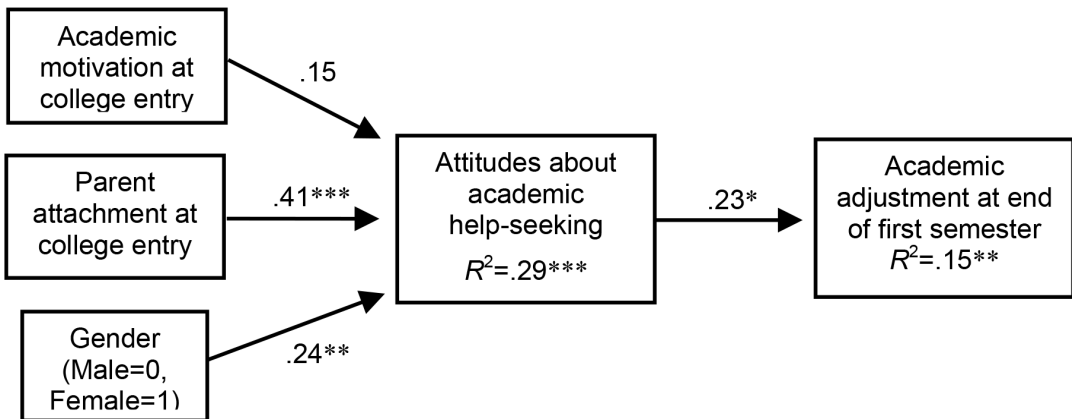 Academic
motivation at
college entry
.15
Parent
attachment at
college entry
.41***
Gender
(Male=0,
Female=1)
.24**
Attitudes about
academic
help-seeking
R²=.29***
.23*
Academic
adjustment at end
of first semester
R²=.15**